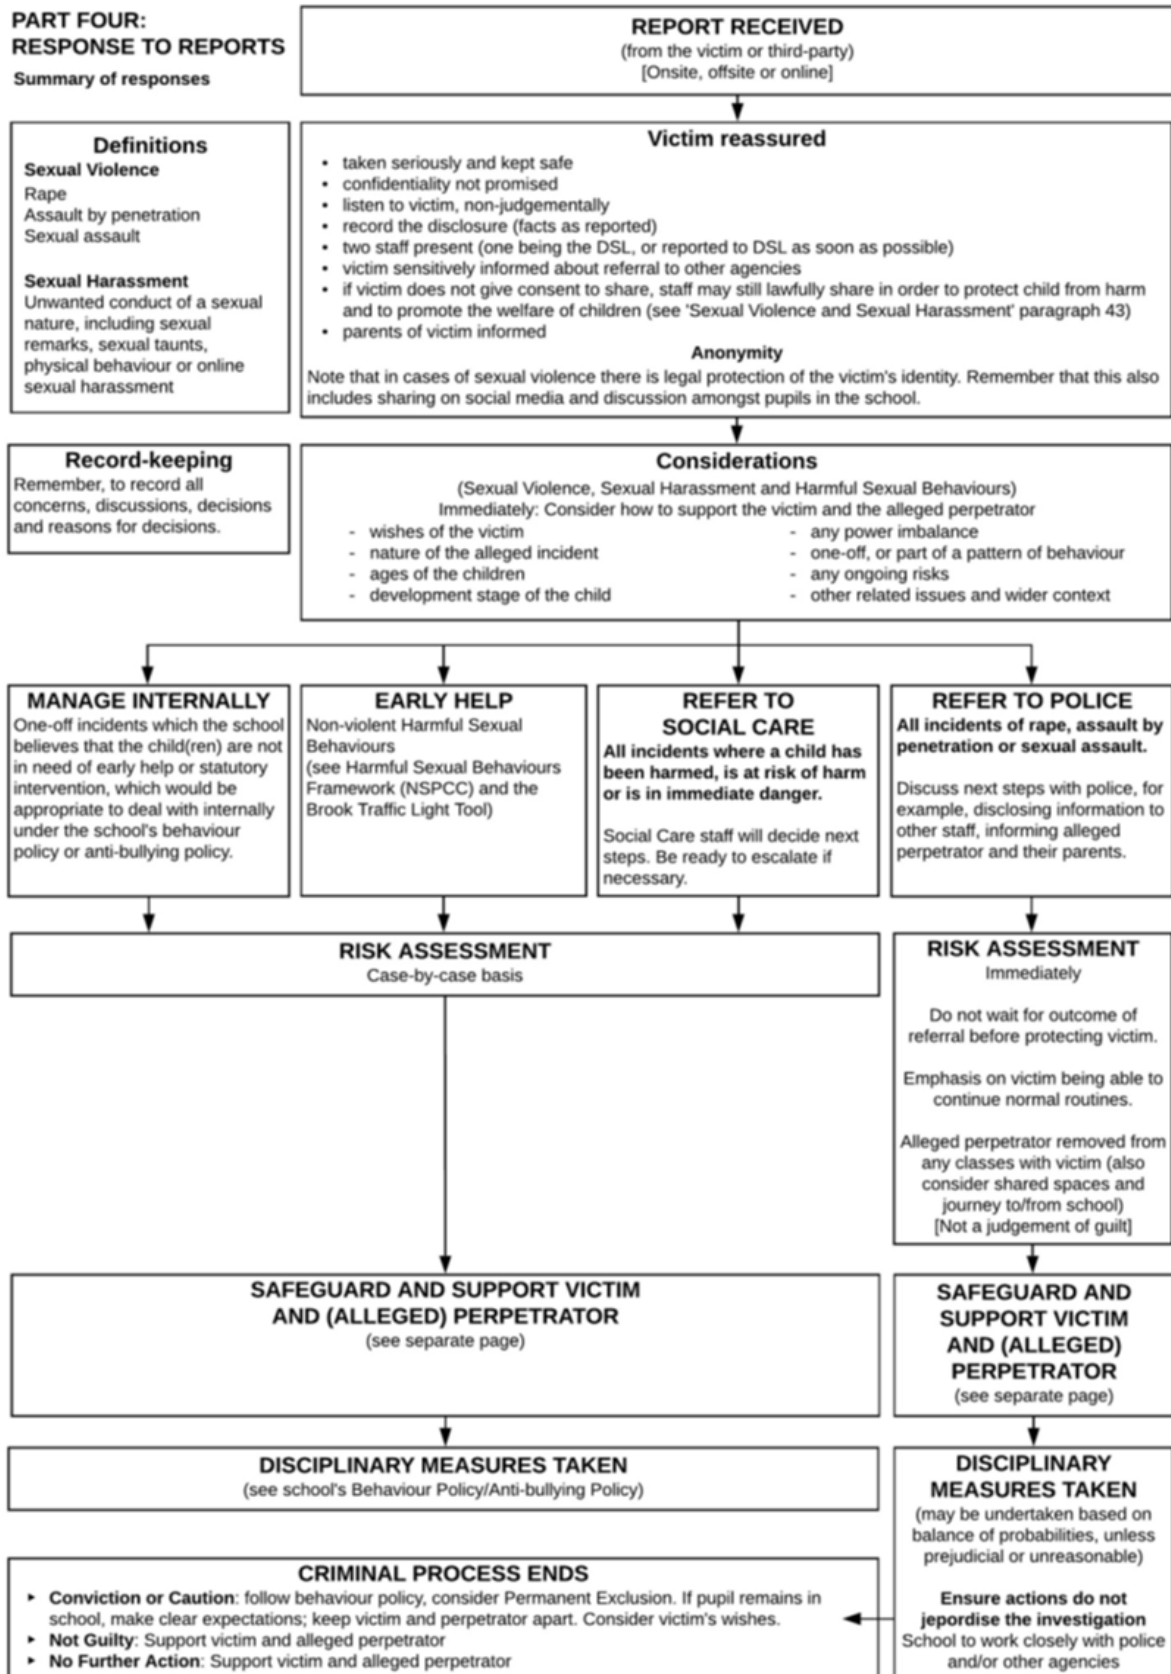 PART FOUR:
RESPONSE TO REPORTS
Summary of responses
REPORT RECEIVED
(from the victim or third-party)
[Onsite, offsite or online]
Definitions
Sexual Violence
Rape
Assault by penetration
Sexual assault
Sexual Harassment
Unwanted conduct of a sexual
nature, including sexual
remarks, sexual taunts,
physical behaviour or online
sexual harassment
Victim reassured
• taken seriously and kept safe
• confidentiality not promised
• listen to victim, non-judgementally
• record the disclosure (facts as reported)
• two staff present (one being the DSL, or reported to DSL as soon as possible)
• victim sensitively informed about referral to other agencies
• if victim does not give consent to share, staff may still lawfully share in order to protect child from harm
and to promote the welfare of children (see 'Sexual Violence and Sexual Harassment' paragraph 43)
• parents of victim informed
Anonymity
Note that in cases of sexual violence there is legal protection of the victim's identity. Remember that this also
includes sharing on social media and discussion amongst pupils in the school.
Record-keeping
Remember, to record all
concerns, discussions, decisions
and reasons for decisions.
Considerations
(Sexual Violence, Sexual Harassment and Harmful Sexual Behaviours)
Immediately: Consider how to support the victim and the alleged perpetrator
- wishes of the victim
- nature of the alleged incident
- ages of the children
- development stage of the child
- any power imbalance
- one-off, or part of a pattern of behaviour
- any ongoing risks
- other related issues and wider context
MANAGE INTERNALLY
One-off incidents which the school
believes that the child(ren) are not
in need of early help or statutory
intervention, which would be
appropriate to deal with internally
under the school's behaviour
policy or anti-bullying policy.
EARLY HELP
Non-violent Harmful Sexual
Behaviours
(see Harmful Sexual Behaviours
Framework (NSPCC) and the
Brook Traffic Light Tool)
REFER TO
SOCIAL CARE
All incidents where a child has
been harmed, is at risk of harm
or is in immediate danger.
Social Care staff will decide next
steps. Be ready to escalate if
necessary.
REFER TO POLICE
All incidents of rape, assault by
penetration or sexual assault.
Discuss next steps with police, for
example, disclosing information to
other staff, informing alleged
perpetrator and their parents.
RISK ASSESSMENT
Case-by-case basis
RISK ASSESSMENT
Immediately
Do not wait for outcome of
referral before protecting victim.
Emphasis on victim being able to
continue normal routines.
Alleged perpetrator removed from
any classes with victim (also
consider shared spaces and
journey to/from school)
[Not a judgement of guilt]
SAFEGUARD AND SUPPORT VICTIM
AND (ALLEGED) PERPETRATOR
(see separate page)
SAFEGUARD AND
SUPPORT VICTIM
AND (ALLEGED)
PERPETRATOR
(see separate page)
DISCIPLINARY MEASURES TAKEN
(see school's Behaviour Policy/Anti-bullying Policy)
DISCIPLINARY
MEASURES TAKEN
(may be undertaken based on
balance of probabilities, unless
prejudicial or unreasonable)
Ensure actions do not
jepordise the investigation
School to work closely with police
and/or other agencies
CRIMINAL PROCESS ENDS
‣ Conviction or Caution: follow behaviour policy, consider Permanent Exclusion. If pupil remains in
school, make clear expectations; keep victim and perpetrator apart. Consider victim's wishes.
‣ Not Guilty: Support victim and alleged perpetrator
‣ No Further Action: Support victim and alleged perpetrator